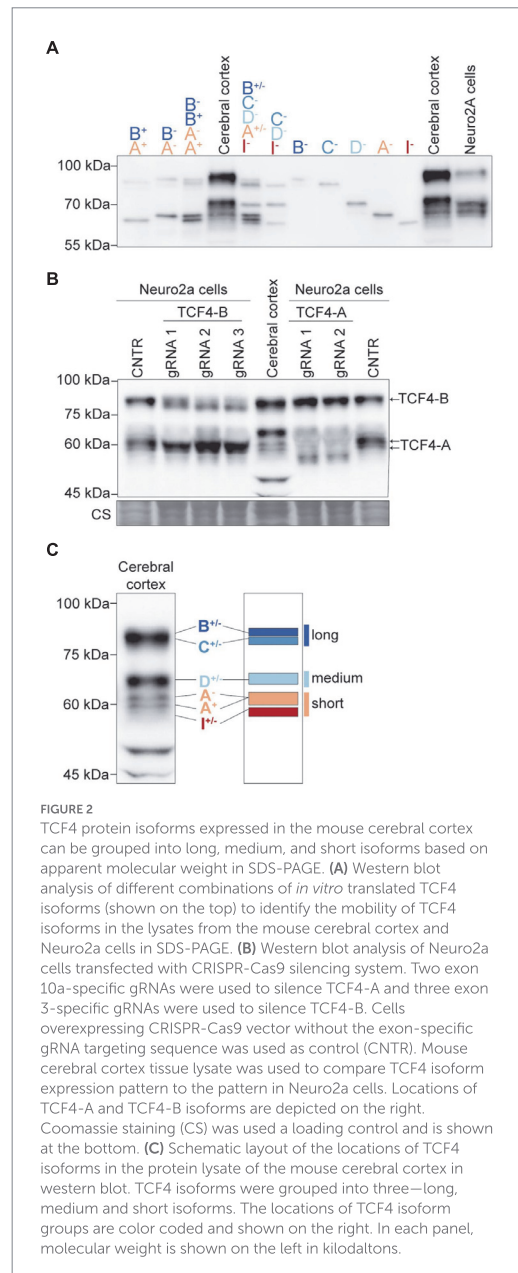 A
B⁺ B⁻ B⁻ B⁺ A⁻ A⁺ Cerebral cortex B⁺/⁻ C⁻ D⁻ A⁺/⁻ I⁻ C⁻ D⁻ I⁻ B⁻ C⁻ D⁻ A⁻ I⁻ Cerebral cortex Neuro2A cells
A⁺ A⁻
100 kDa
70 kDa
55 kDa
B
Neuro2a cells Cerebral cortex Neuro2a cells
TCF4-B TCF4-A
CNTR gRNA 1 gRNA 2 gRNA 3 gRNA 1 gRNA 2 CNTR
100 kDa
←TCF4-B
75 kDa
60 kDa
←TCF4-A
45 kDa
CS
C
Cerebral
cortex
100 kDa
B⁺/⁻
long
C⁺/⁻
75 kDa
D⁺/⁻ medium
A⁻
60 kDa A⁺ short
I⁺/⁻
45 kDa
FIGURE 2
TCF4 protein isoforms expressed in the mouse cerebral cortex
can be grouped into long, medium, and short isoforms based on
apparent molecular weight in SDS-PAGE. (A) Western blot
analysis of different combinations of in vitro translated TCF4
isoforms (shown on the top) to identify the mobility of TCF4
isoforms in the lysates from the mouse cerebral cortex and
Neuro2a cells in SDS-PAGE. (B) Western blot analysis of Neuro2a
cells transfected with CRISPR-Cas9 silencing system. Two exon
10a-specific gRNAs were used to silence TCF4-A and three exon
3-specific gRNAs were used to silence TCF4-B. Cells
overexpressing CRISPR-Cas9 vector without the exon-specific
gRNA targeting sequence was used as control (CNTR). Mouse
cerebral cortex tissue lysate was used to compare TCF4 isoform
expression pattern to the pattern in Neuro2a cells. Locations of
TCF4-A and TCF4-B isoforms are depicted on the right.
Coomassie staining (CS) was used a loading control and is shown
at the bottom. (C) Schematic layout of the locations of TCF4
isoforms in the protein lysate of the mouse cerebral cortex in
western blot. TCF4 isoforms were grouped into three—long,
medium and short isoforms. The locations of TCF4 isoform
groups are color coded and shown on the right. In each panel,
molecular weight is shown on the left in kilodaltons.